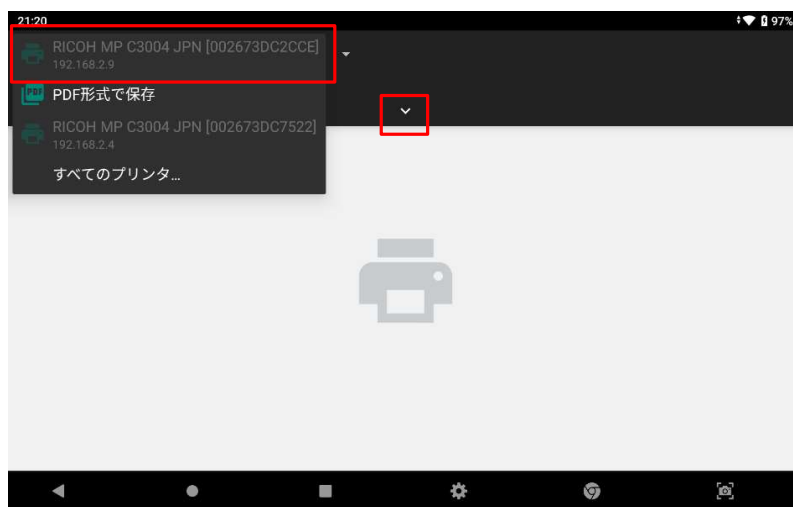 21:20
97%
RICOH MP C3004 JPN [002673DC2CCE]
192.168.2.9
PDF
PDF形式で保存
RICOH MP C3004 JPN [002673DC7522]
192.168.2.4
すべてのプリンタ...